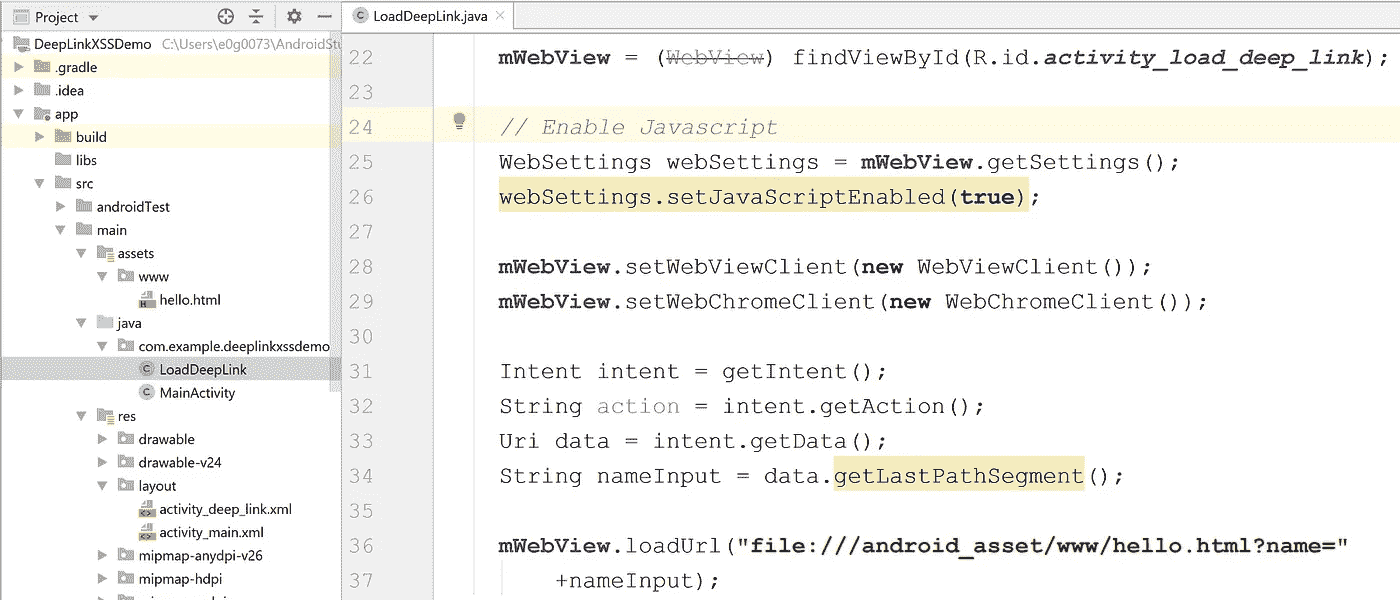 Project
LoadDeepLink.java
DeepLinkXSSDemo C:\Users\e0g0073\AndroidStu
.gradle
.idea
app
build
libs
src
androidTest
main
assets
www
hello.html
java
com.example.deeplinkxssdemo
LoadDeepLink
MainActivity
res
drawable
drawable-v24
layout
activity_deep_link.xml
activity_main.xml
mipmap-anydpi-v26
mipmap-hdpi
22 mWebView = (WebView) findViewById(R.id.activity_load_deep_link);
23
24 // Enable Javascript
25 WebSettings webSettings = mWebView.getSettings();
26 webSettings.setJavaScriptEnabled(true);
27
28 mWebView.setWebViewClient(new WebViewClient());
29 mWebView.setWebChromeClient(new WebChromeClient());
30
31 Intent intent = getIntent();
32 String action = intent.getAction();
33 Uri data = intent.getData();
34 String nameInput = data.getLastPathSegment();
35
36 mWebView.loadUrl("file:///android_asset/www/hello.html?name="
37 +nameInput);